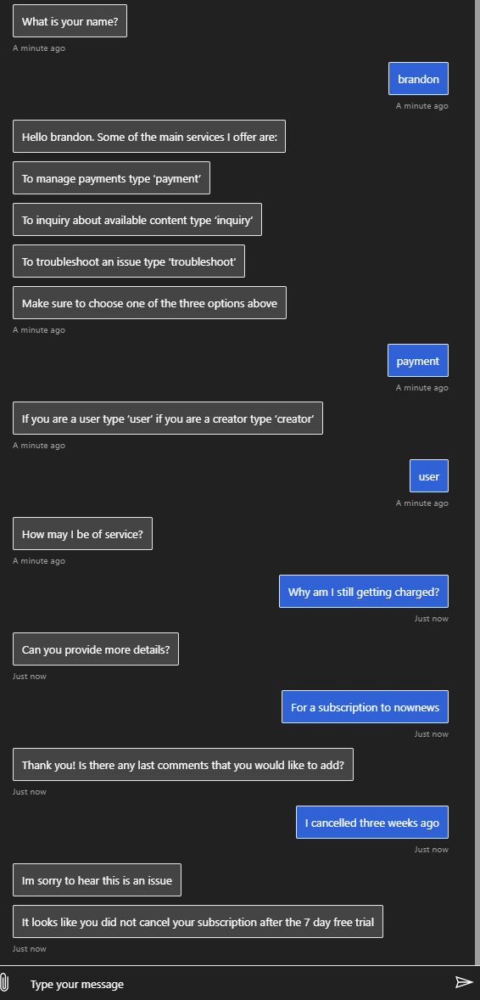 What is your name?
A minute ago
brandon
A minute ago
Hello brandon. Some of the main services I offer are:
To manage payments type ‘payment’
To inquiry about available content type ‘inquiry’
To troubleshoot an issue type ‘troubleshoot’
Make sure to choose one of the three options above
A minute ago
payment
A minute ago
If you are a user type ‘user’ if you are a creator type ‘creator’
A minute ago
user
A minute ago
How may I be of service?
A minute ago
Why am I still getting charged?
Just now
Can you provide more details?
Just now
For a subscription to nownews
Just now
Thank you! Is there any last comments that you would like to add?
Just now
I cancelled three weeks ago
Just now
Im sorry to hear this is an issue
It looks like you did not cancel your subscription after the 7 day free trial
Just now
Type your message